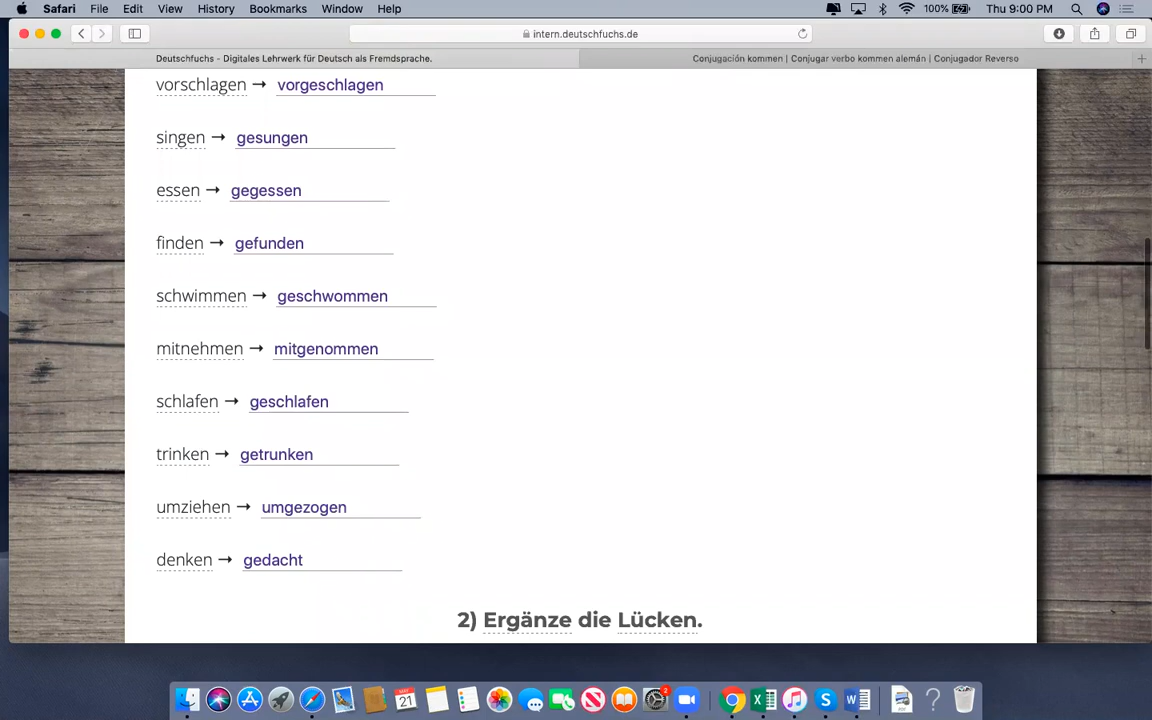 Safari File Edit View History Bookmarks Window Help 100% Thu 9:00 PM
intern.deutschfuchs.de
Deutschfuchs - Digitales Lehrwerk für Deutsch als Fremdsprache. Conjugación kommen | Conjugar verbo kommen alemán | Conjugador Reverso
vorschlagen → vorgeschlagen
singen → gesungen
essen → gegessen
finden → gefunden
schwimmen → geschwommen
mitnehmen → mitgenommen
schlafen → geschlafen
trinken → getrunken
umziehen → umgezogen
denken → gedacht
2) Ergänze die Lücken.
21
2